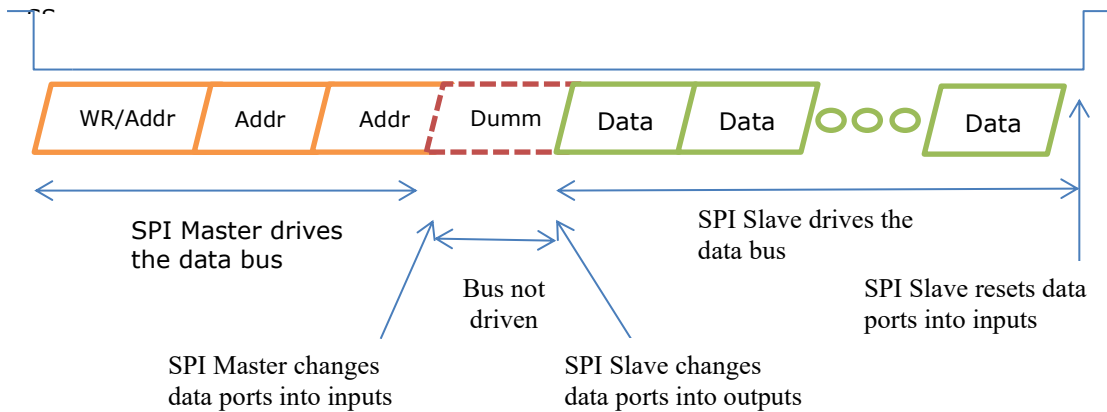 WR/Addr Addr Addr Dumm Data Data Data
SPI Master drives
the data bus
SPI Slave drives the
data bus
Bus not
driven
SPI Slave resets data
ports into inputs
SPI Master changes
data ports into inputs
SPI Slave changes
data ports into outputs